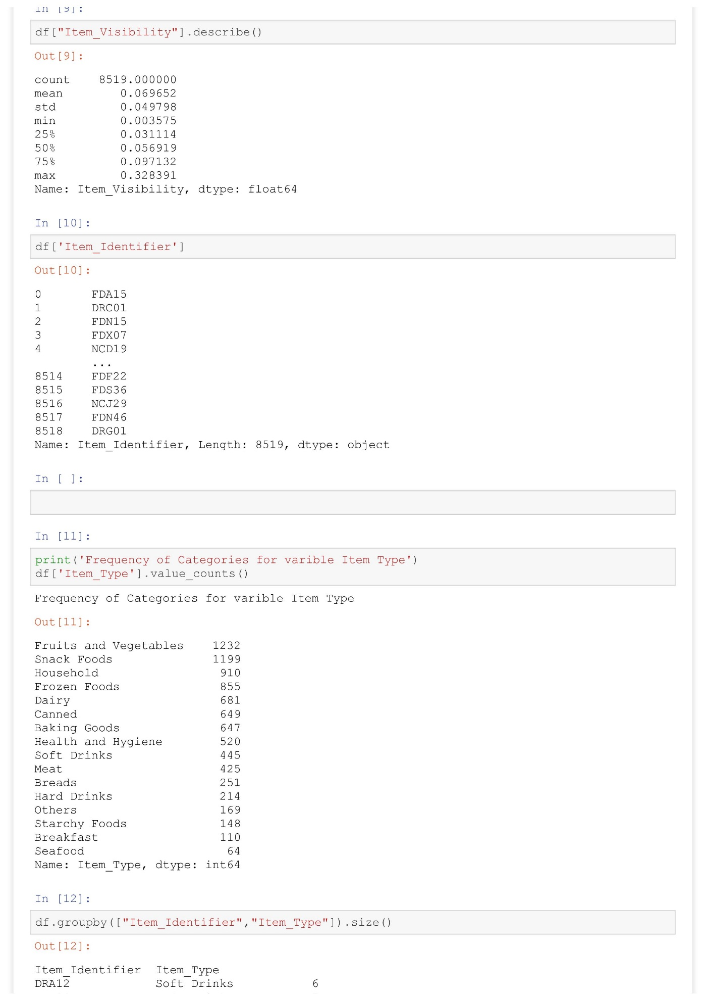 In [9]:
df["Item_Visibility"].describe()
Out[9]:
count    8519.000000
mean        0.069652
std         0.049798
min         0.003575
25%         0.031114
50%         0.056919
75%         0.097132
max         0.328391
Name: Item_Visibility, dtype: float64
In [10]:
df['Item_Identifier']
Out[10]:
0       FDA15
1       DRC01
2       FDN15
3       FDX07
4       NCD19
        ...
8514    FDF22
8515    FDS36
8516    NCJ29
8517    FDN46
8518    DRG01
Name: Item_Identifier, Length: 8519, dtype: object
In [ ]:
In [11]:
print('Frequency of Categories for varible Item Type')
df['Item_Type'].value_counts()
Frequency of Categories for varible Item Type
Out[11]:
Fruits and Vegetables    1232
Snack Foods              1199
Household                 910
Frozen Foods              855
Dairy                     681
Canned                    649
Baking Goods              647
Health and Hygiene        520
Soft Drinks               445
Meat                      425
Breads                    251
Hard Drinks               214
Others                    169
Starchy Foods             148
Breakfast                 110
Seafood                    64
Name: Item_Type, dtype: int64
In [12]:
df.groupby(["Item_Identifier","Item_Type"]).size()
Out[12]:
Item_Identifier  Item_Type
DRA12            Soft Drinks           6